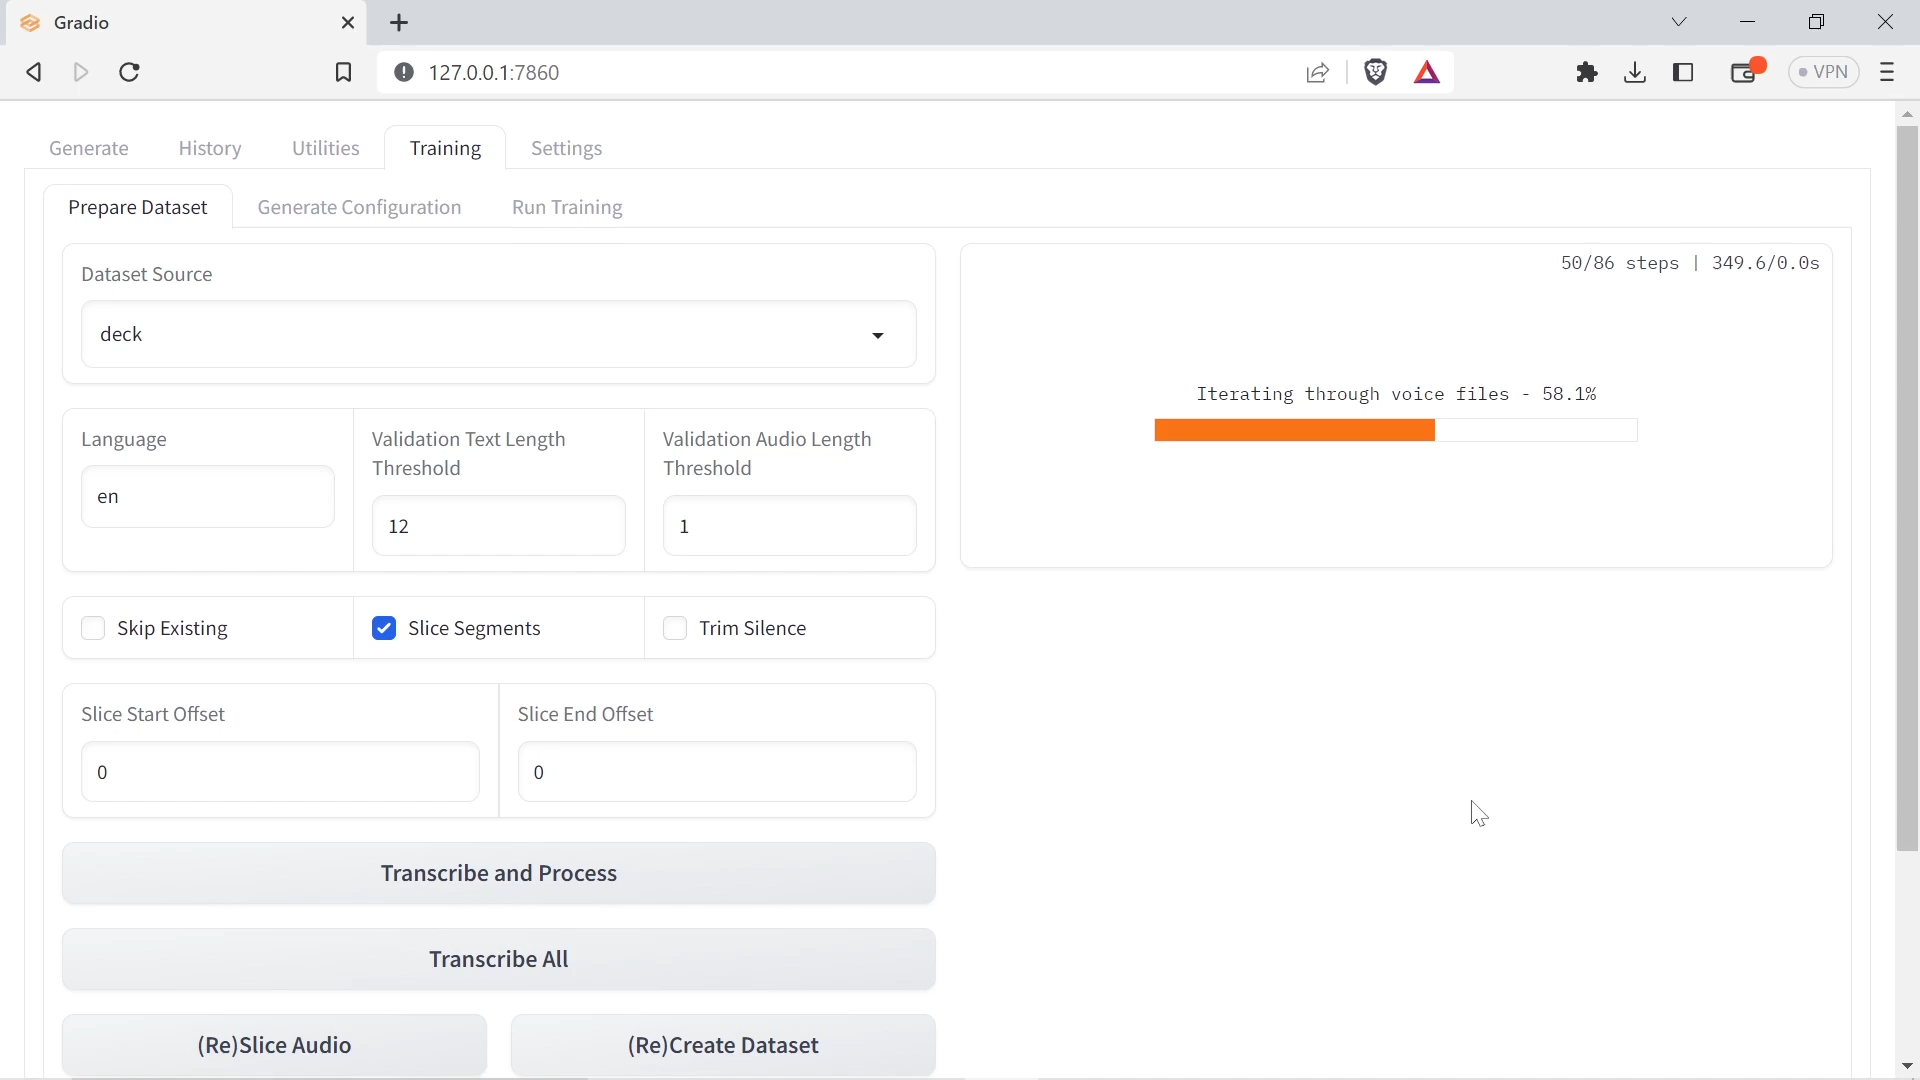 Gradio
127.0.0.1:7860
VPN
Generate
History
Utilities
Training
Settings
Prepare Dataset
Generate Configuration
Run Training
Dataset Source
deck
50/86 steps | 349.6/0.0s
Iterating through voice files - 58.1%
Language
en
Validation Text Length
Threshold
12
Validation Audio Length
Threshold
1
Skip Existing
Slice Segments
Trim Silence
Slice Start Offset
0
Slice End Offset
0
Transcribe and Process
Transcribe All
(Re)Slice Audio
(Re)Create Dataset